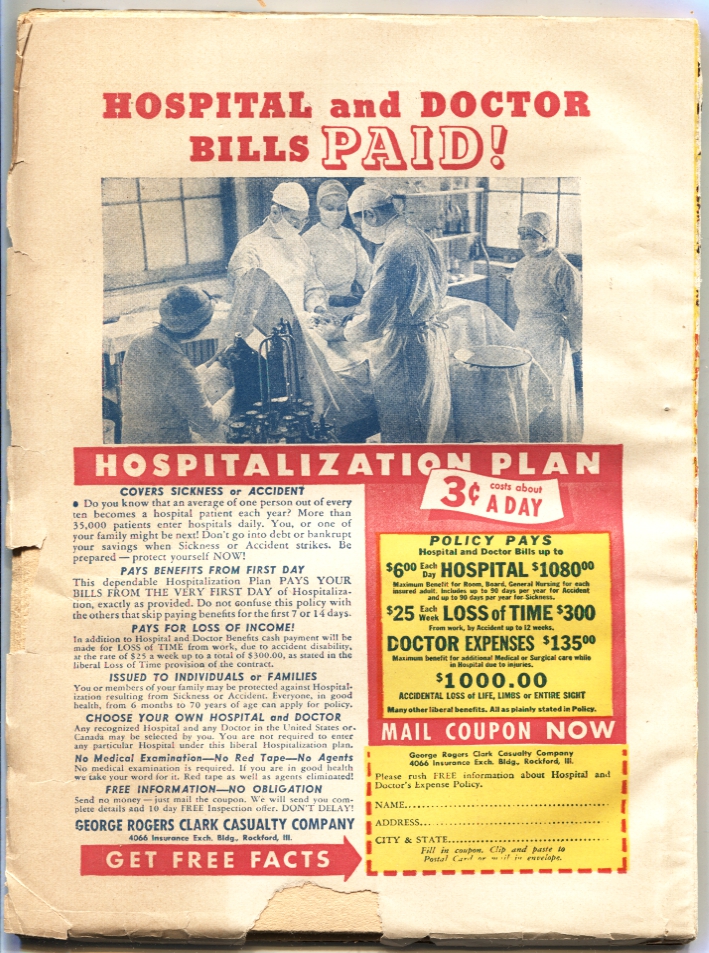 HOSPITAL and DOCTOR
BILLS PAID!
HOSPITALIZATION PLAN
3¢ costs about
A DAY
COVERS SICKNESS or ACCIDENT
• Do you know that an average of one person out of every
ten becomes a hospital patient each year? More than
35,000 patients enter hospitals daily. You, or one of
your family might be next! Don't go into debt or bankrupt
your savings when Sickness or Accident strikes. Be
prepared — protect yourself NOW!
PAYS BENEFITS FROM FIRST DAY
This dependable Hospitalization Plan PAYS YOUR
BILLS FROM THE VERY FIRST DAY of Hospitaliza-
tion, exactly as provided. Do not confuse this policy with
the others that skip paying benefits for the first 7 or 14 days.
PAYS FOR LOSS OF INCOME!
In addition to Hospital and Doctor Benefits cash payment will be
made for LOSS of TIME from work, due to accident disability,
at the rate of $25 a week up to a total of $300.00, as stated in the
liberal Loss of Time provision of the contract.
ISSUED TO INDIVIDUALS or FAMILIES
You or members of your family may be protected against Hospital-
ization resulting from Sickness or Accident. Everyone, in good
health, from 6 months to 70 years of age can apply for policy.
CHOOSE YOUR OWN HOSPITAL and DOCTOR
Any recognized Hospital and any Doctor in the United States or
Canada may be selected by you. You are not required to enter
any particular Hospital under this liberal Hospitalization plan.
No Medical Examination—No Red Tape—No Agents
No medical examination is required. If you are in good health
we take your word for it. Red tape as well as agents eliminated!
FREE INFORMATION—NO OBLIGATION
Send no money — just mail the coupon. We will send you com-
plete details and 10 day FREE Inspection offer. DON'T DELAY!
GEORGE ROGERS CLARK CASUALTY COMPANY
4066 Insurance Exch. Bldg., Rockford, Ill.
GET FREE FACTS
POLICY PAYS
Hospital and Doctor Bills up to
$6.00 Each Day HOSPITAL $1080.00
Maximum Benefit for Room, Board, General Nursing for each
insured adult. Includes up to 90 days per year for Accident
and up to 90 days per year for Sickness.
$25 Each Week LOSS of TIME $300
From work, by Accident up to 12 weeks.
DOCTOR EXPENSES $135.00
Maximum benefit for additional Medical or Surgical care while
in Hospital due to injuries.
$1000.00
ACCIDENTAL LOSS of LIFE, LIMBS or ENTIRE SIGHT
Many other liberal benefits. All as plainly stated in Policy.
MAIL COUPON NOW
George Rogers Clark Casualty Company
4066 Insurance Exch. Bldg., Rockford, Ill.
Please rush FREE information about Hospital and
Doctor's Expense Policy.
NAME
ADDRESS
CITY & STATE
Fill in coupon. Clip and paste to
Postal Card or mail in envelope.